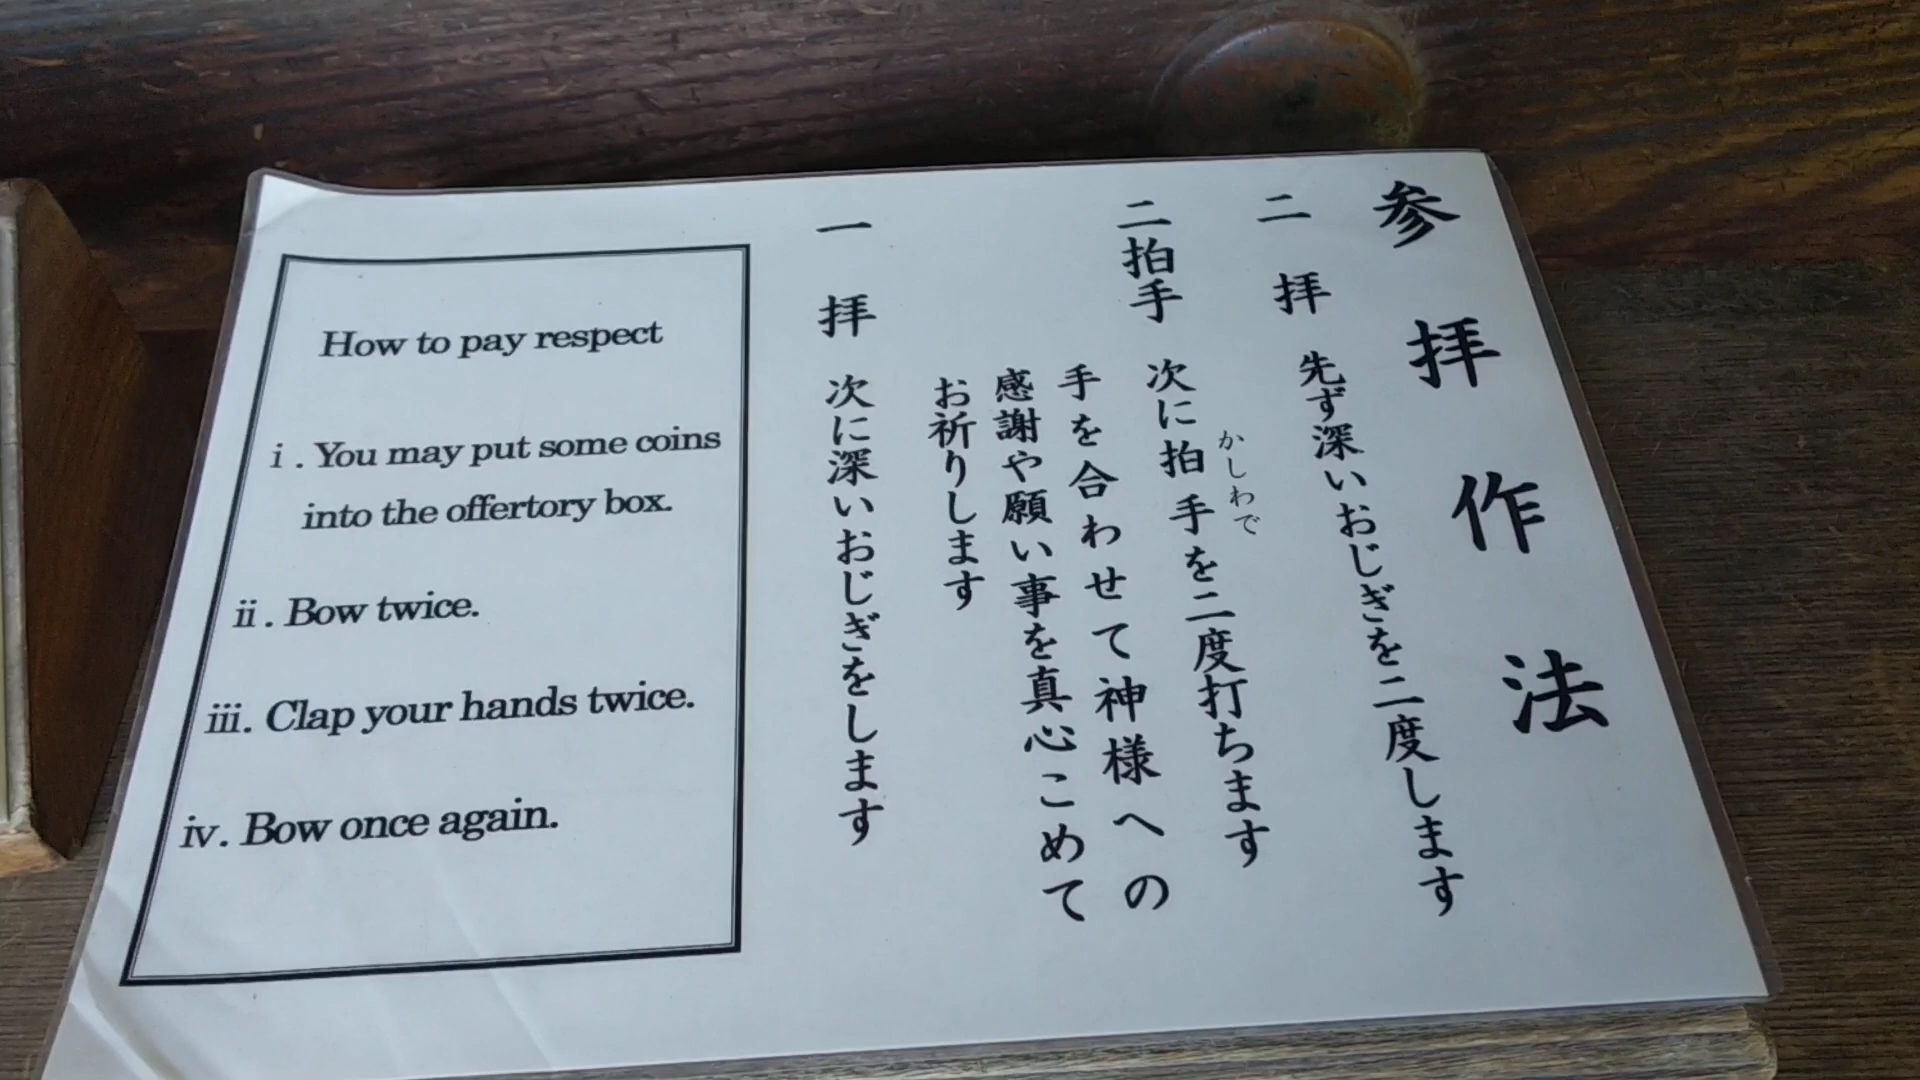 参拝作法
二拝 先ず深いおじぎを二度します
二拍手 次に拍手を二度打ちます
かしわで
手を合わせて神様への
感謝や願い事を真心こめて
お祈りします
一拝 次に深いおじぎをします
How to pay respect
i . You may put some coins
into the offertory box.
ii . Bow twice.
iii. Clap your hands twice.
iv. Bow once again.